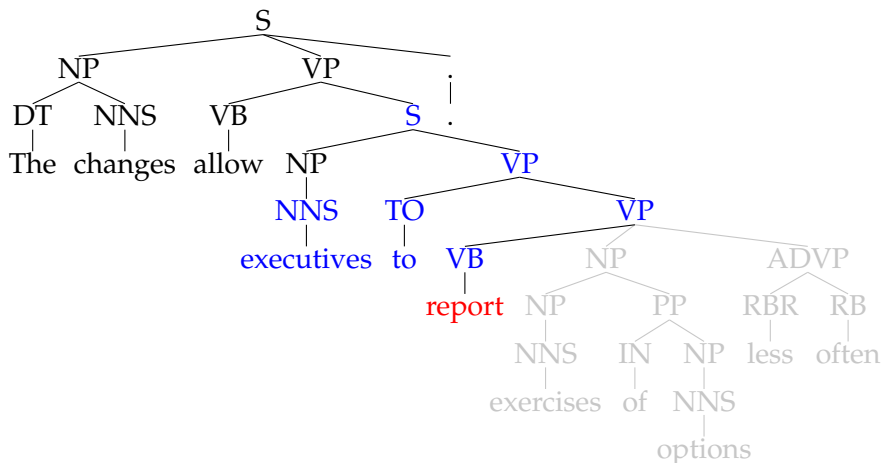 S
NP VP .
DT NNS VB S .
The changes allow NP VP
NNS TO VP
executives to VB NP ADVP
report NP PP RBR RB
NNS IN NP less often
exercises of NNS
options